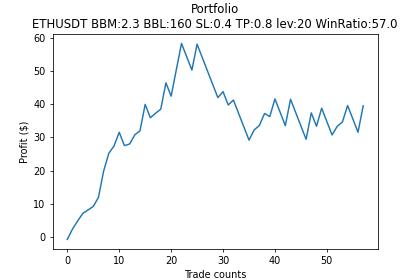 Portfolio
ETHUSDT BBM:2.3 BBL:160 SL:0.4 TP:0.8 lev:20 WinRatio:57.0
60
50
40
30
20
10
0
Profit ($)
0 10 20 30 40 50
Trade counts